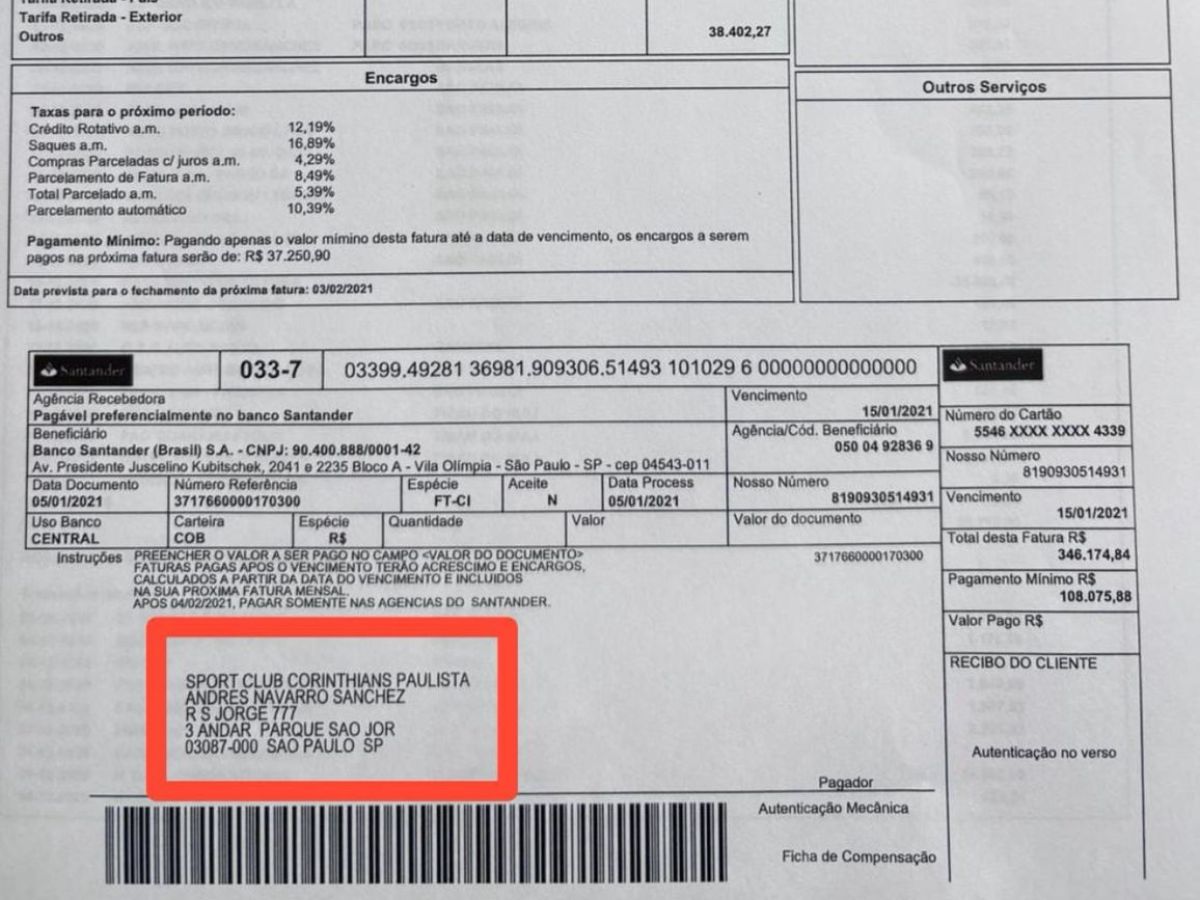 Tarifa Retirada - Exterior
Outros
38.402,27
Encargos
Taxas para o próximo período:
Crédito Rotativo a.m. 12,19%
Saques a.m. 16,89%
Compras Parceladas c/ juros a.m. 4,29%
Parcelamento de Fatura a.m. 8,49%
Total Parcelado a.m. 5,39%
Parcelamento automático 10,39%
Pagamento Mínimo: Pagando apenas o valor mimino desta fatura até a data de vencimento, os encargos a serem
pagos na próxima fatura serão de: R$ 37.250,90
Data prevista para o fechamento da próxima fatura: 03/02/2021
Outros Serviços
Santander 033-7 03399.49281 36981.909306.51493 101029 6 00000000000000
Agência Recebedora
Pagável preferencialmente no banco Santander
Vencimento
15/01/2021
Beneficiário
Banco Santander (Brasil) S.A. - CNPJ: 90.400.888/0001-42
Av. Presidente Juscelino Kubitschek, 2041 e 2235 Bloco A - Vila Olímpia - São Paulo - SP - cep 04543-011
Agência/Cód. Beneficiário
050 04 92836 9
Data Documento Número Referência Espécie Aceite Data Process Nosso Número
05/01/2021 3717660000170300 FT-CI N 05/01/2021 8190930514931
Uso Banco Carteira Espécie Quantidade Valor Valor do documento
CENTRAL COB R$
3717660000170300
Instruções PREENCHER O VALOR A SER PAGO NO CAMPO <VALOR DO DOCUMENTO>
FATURAS PAGAS APOS O VENCIMENTO TERÃO ACRESCIMO E ENCARGOS,
CALCULADOS A PARTIR DA DATA DO VENCIMENTO E INCLUIDOS
NA SUA PROXIMA FATURA MENSAL.
APOS 04/02/2021, PAGAR SOMENTE NAS AGENCIAS DO SANTANDER.
SPORT CLUB CORINTHIANS PAULISTA
ANDRES NAVARRO SANCHEZ
R S JORGE 777
3 ANDAR PARQUE SAO JOR
03087-000 SAO PAULO SP
Pagador
Autenticação Mecânica
Ficha de Compensação
Santander
Número do Cartão
5546 XXXX XXXX 4339
Nosso Número
8190930514931
Vencimento
15/01/2021
Total desta Fatura R$
346.174,84
Pagamento Mínimo R$
108.075,88
Valor Pago R$
RECIBO DO CLIENTE
Autenticação no verso